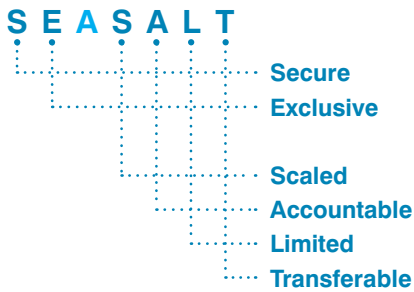 S E A S A L T
Secure
Exclusive
Scaled
Accountable
Limited
Transferable